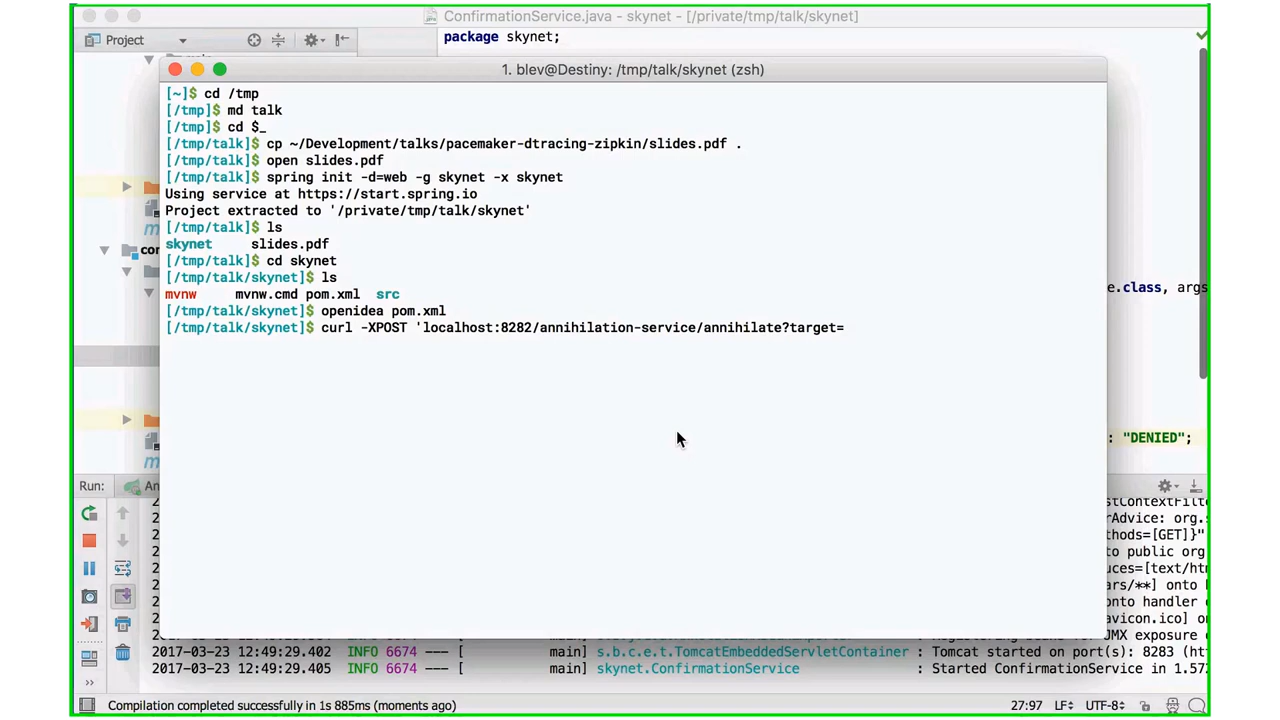 ConfirmationService.java - skynet - [/private/tmp/talk/skynet]
Project
package skynet;
1. blev@Destiny: /tmp/talk/skynet (zsh)
[~]$ cd /tmp
[/tmp]$ md talk
[/tmp]$ cd $_
[/tmp/talk]$ cp ~/Development/talks/pacemaker-dtracing-zipkin/slides.pdf .
[/tmp/talk]$ open slides.pdf
[/tmp/talk]$ spring init -d=web -g skynet -x skynet
Using service at https://start.spring.io
Project extracted to '/private/tmp/talk/skynet'
[/tmp/talk]$ ls
skynet slides.pdf
[/tmp/talk]$ cd skynet
[/tmp/talk/skynet]$ ls
e.class, args
mvnw mvnw.cmd pom.xml src
[/tmp/talk/skynet]$ openidea pom.xml
[/tmp/talk/skynet]$ curl -XPOST 'localhost:8282/annihilation-service/annihilate?target=
: "DENIED";
Run: An
stContextFilte
rAdvice: org.s
thods=[GET]}"
to public org
uces=[text/htm
ars/**] onto
onto handler
avicon.ico] on
JMX exposure
2017-03-23 12:49:29.402 INFO 6674 --- [ main] s.b.c.e.t.TomcatEmbeddedServletContainer : Tomcat started on port(s): 8283 (ht
2017-03-23 12:49:29.405 INFO 6674 --- [ main] skynet.ConfirmationService : Started ConfirmationService in 1.57
Compilation completed successfully in 1s 885ms (moments ago) 27:97 LF UTF-8